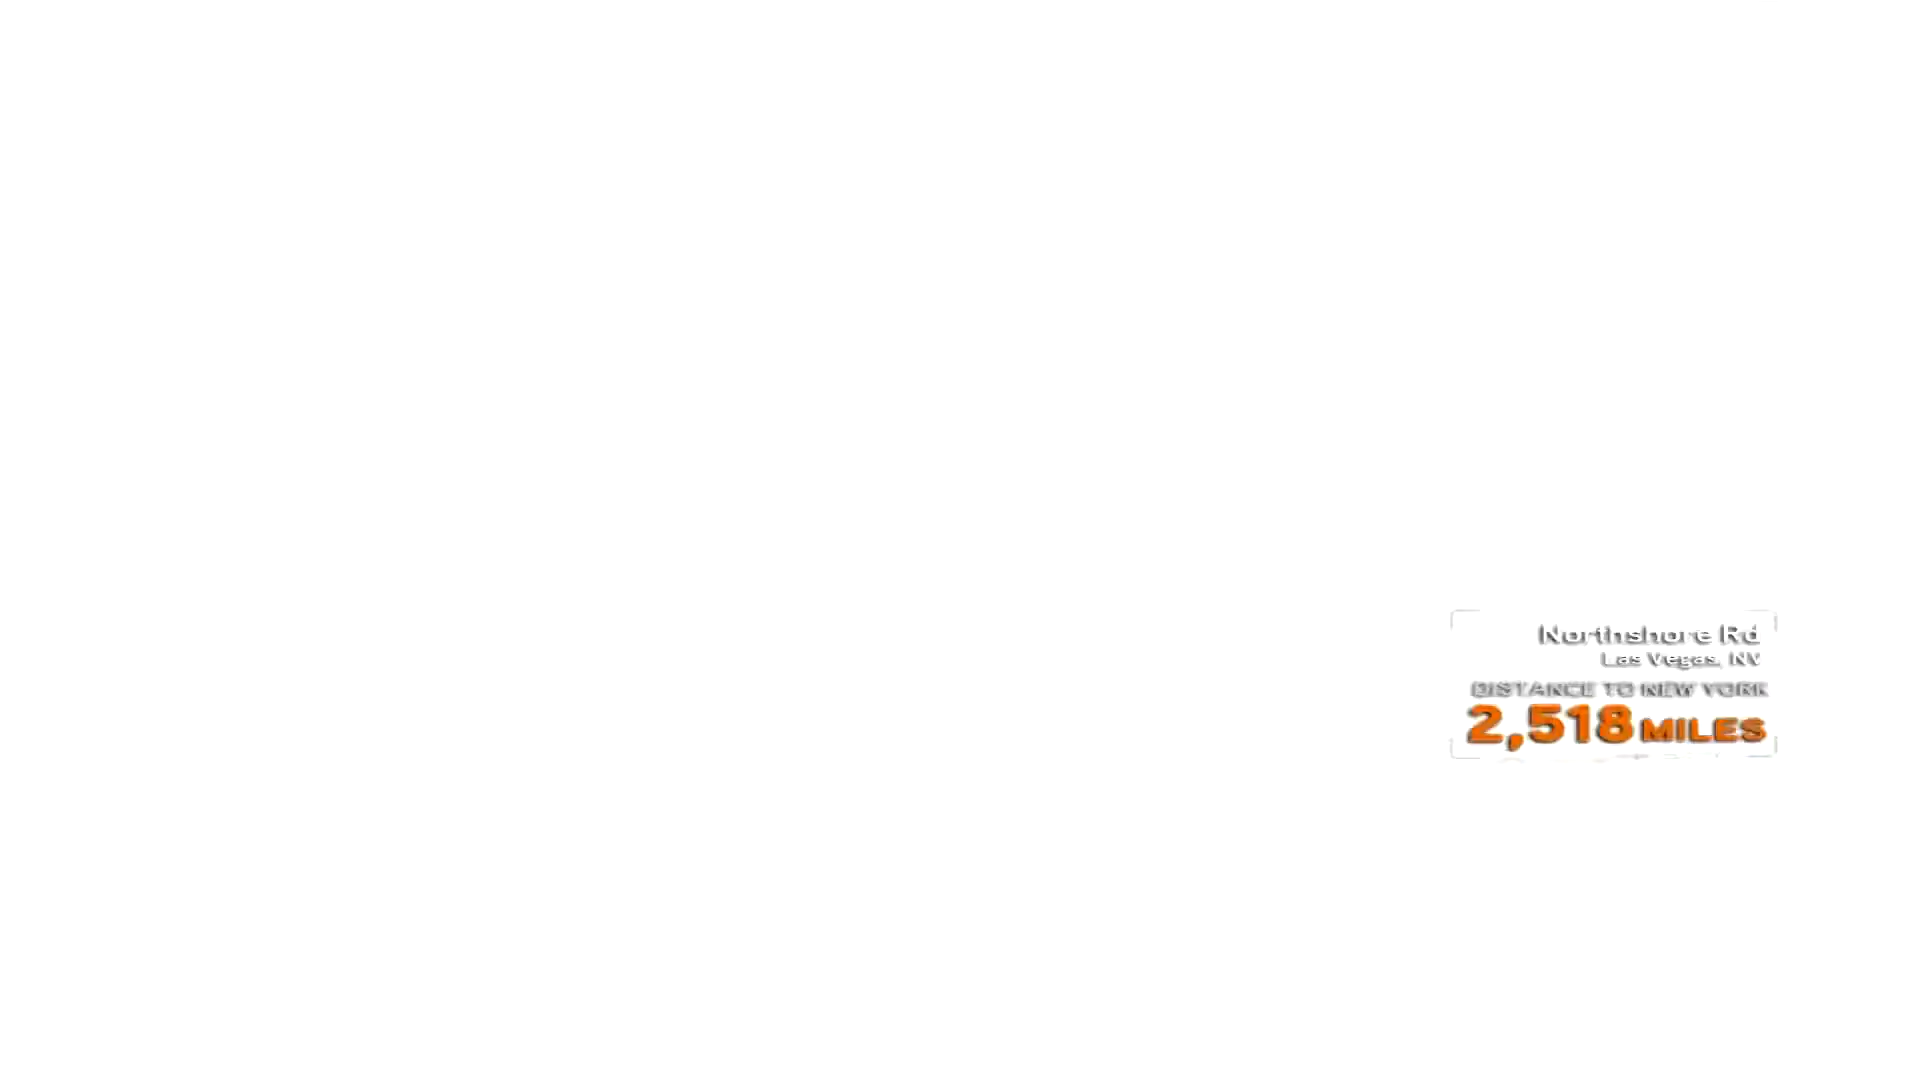 Northshore Rd
Las Vegas, NV
DISTANCE TO NEW YORK
2,518 MILES